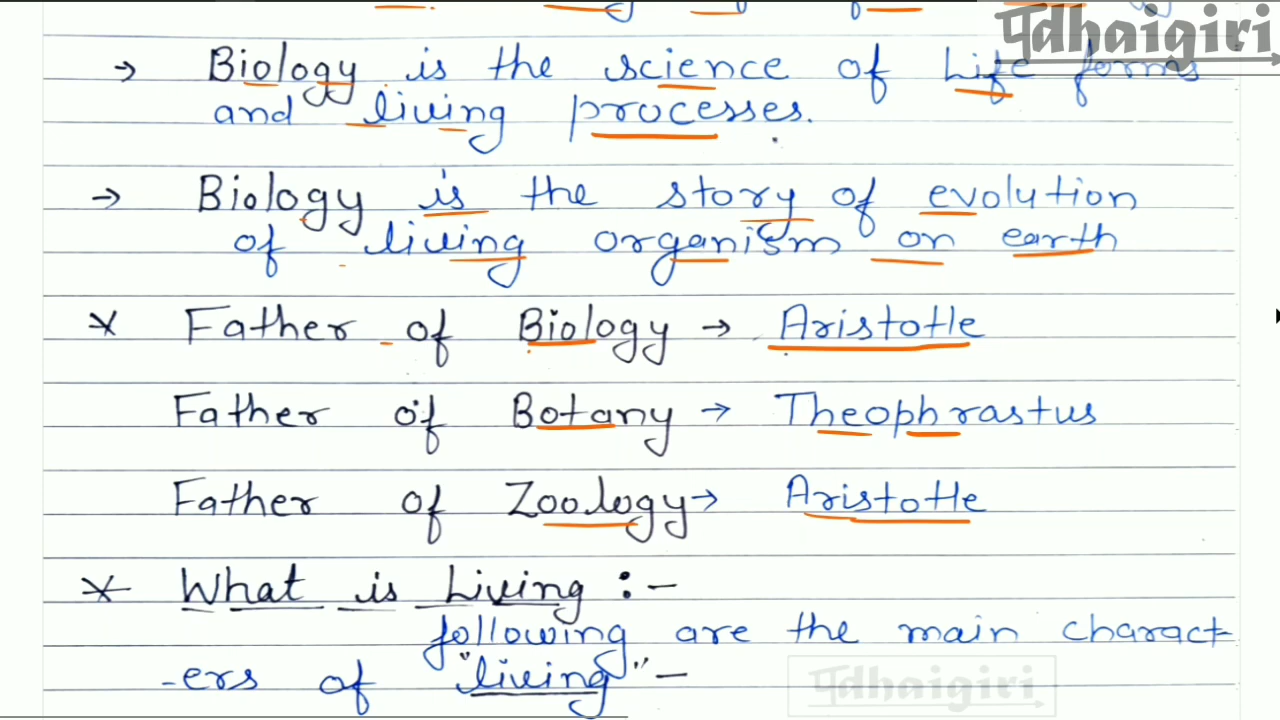 पdhaigiri
→ Biology is the science of Life forms
and living processes.
→ Biology is the story of evolution
of living organism on earth
* Father of Biology → Aristotle
Father of Botany → Theophrastus
Father of Zoology → Aristotle
* What is Living :-
following are the main charact-
-ers of "living" -
पdhaigiri